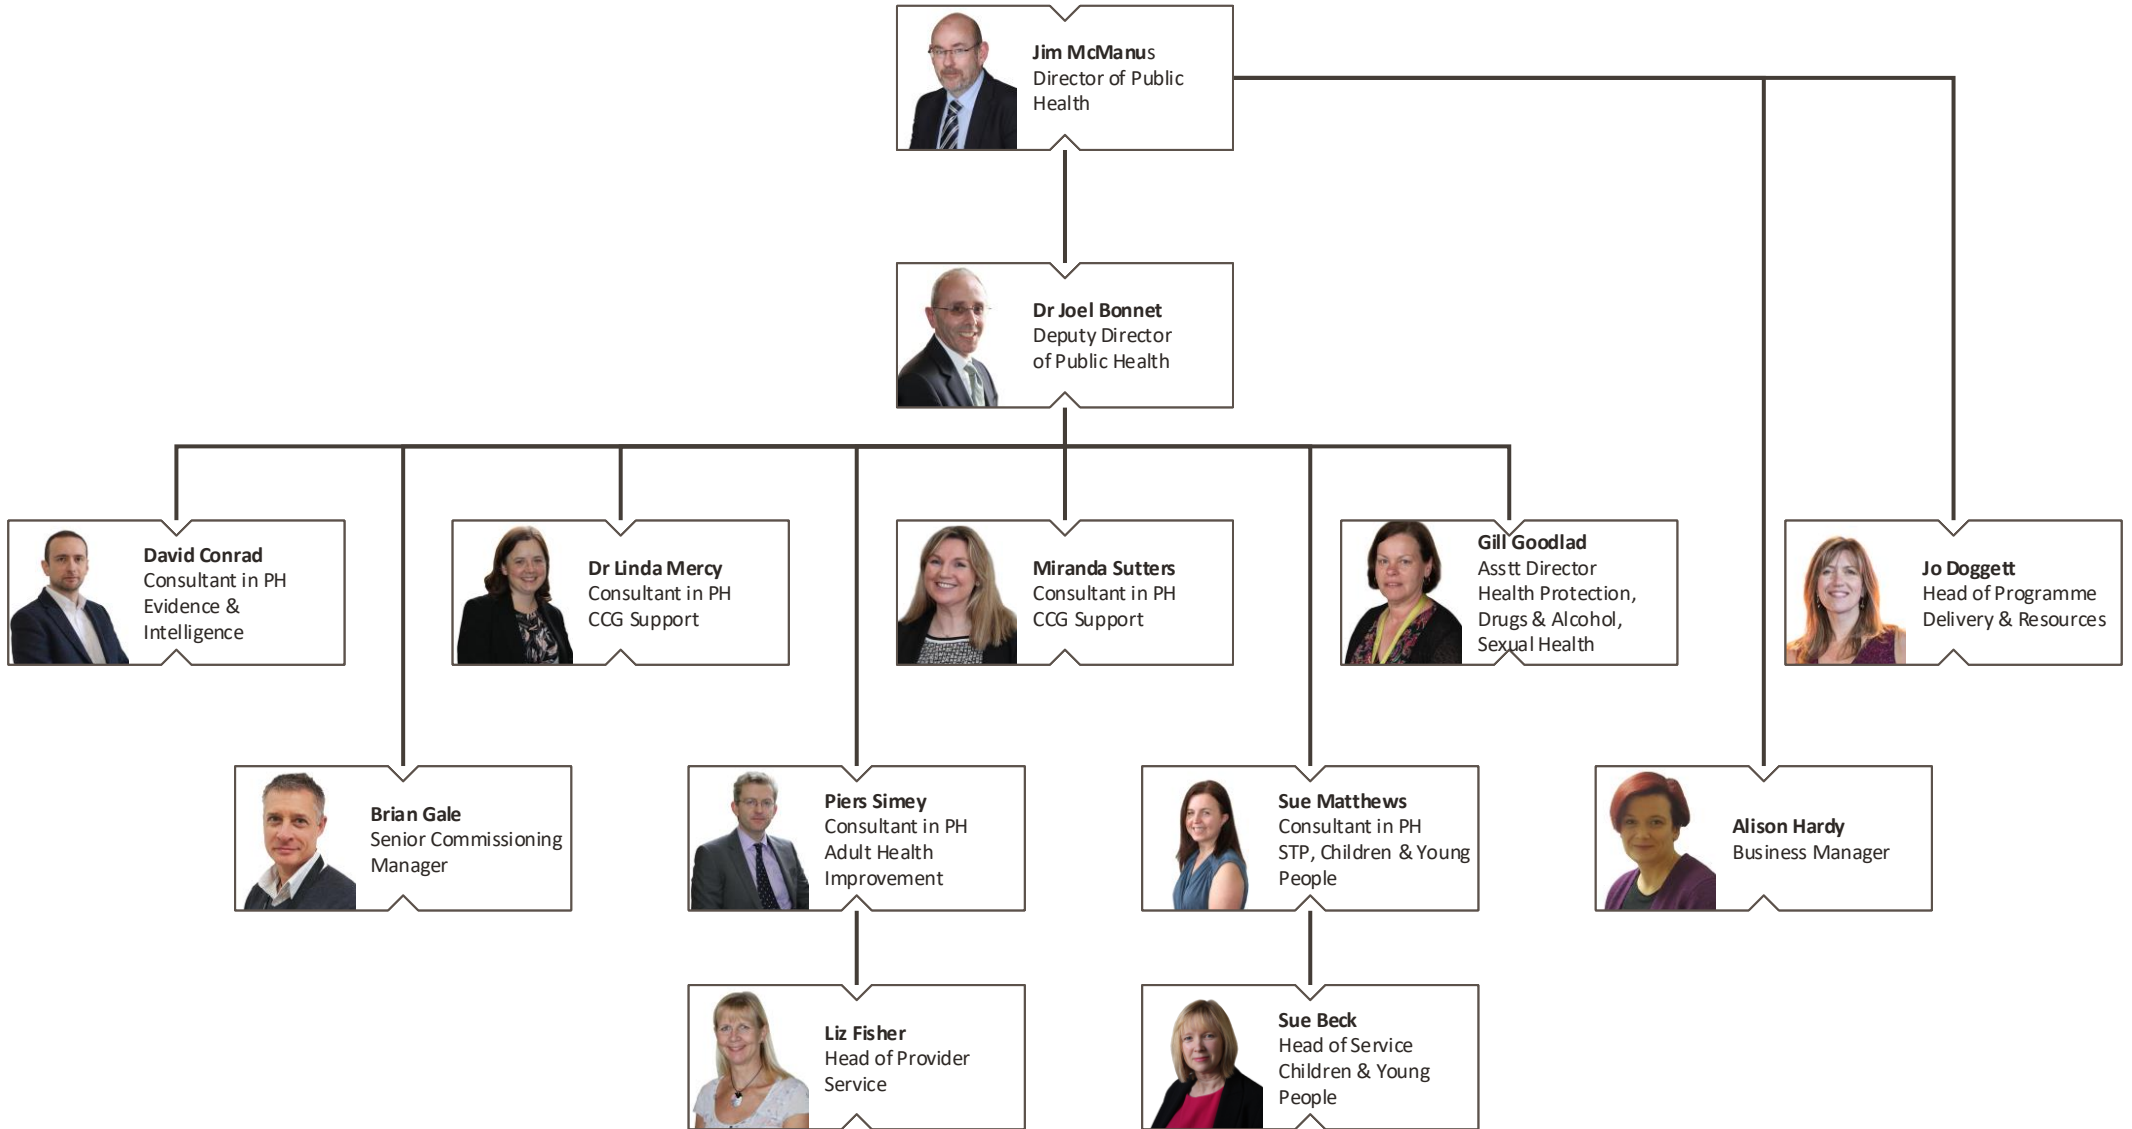 Jim McManus
Director of Public
Health
Dr Joel Bonnet
Deputy Director
of Public Health
David Conrad
Consultant in PH
Evidence &
Intelligence
Dr Linda Mercy
Consultant in PH
CCG Support
Miranda Sutters
Consultant in PH
CCG Support
Gill Goodlad
Asstt Director
Health Protection,
Drugs & Alcohol,
Sexual Health
Jo Doggett
Head of Programme
Delivery & Resources
Brian Gale
Senior Commissioning
Manager
Piers Simey
Consultant in PH
Adult Health
Improvement
Sue Matthews
Consultant in PH
STP, Children & Young
People
Alison Hardy
Business Manager
Liz Fisher
Head of Provider
Service
Sue Beck
Head of Service
Children & Young
People